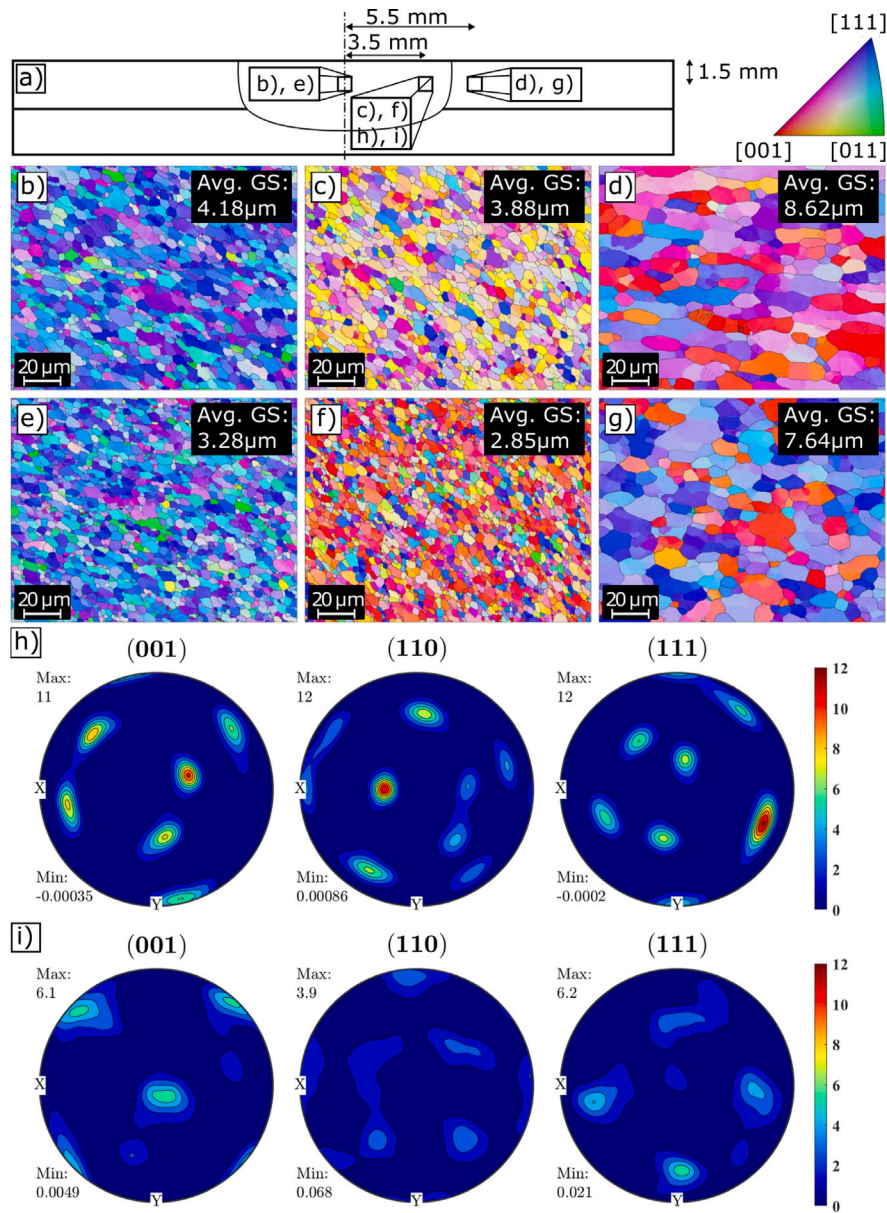 5.5 mm
3.5 mm
[111]
a)
b), e)
c), f)
h), i)
d), g)
1.5 mm
[001] [011]
b)
Avg. GS:
4.18µm
20 µm
c)
Avg. GS:
3.88µm
20 µm
d)
Avg. GS:
8.62µm
20 µm
e)
Avg. GS:
3.28µm
20 µm
f)
Avg. GS:
2.85µm
20 µm
g)
Avg. GS:
7.64µm
20 µm
h)
(001)
Max:
11
X
Min:
-0.00035
Y
(110)
Max:
12
X
Min:
0.00086
Y
(111)
Max:
12
X
Min:
-0.0002
Y
12
10
8
6
4
2
0
i)
(001)
Max:
6.1
X
Min:
0.0049
Y
(110)
Max:
3.9
X
Min:
0.068
Y
(111)
Max:
6.2
X
Min:
0.021
Y
12
10
8
6
4
2
0